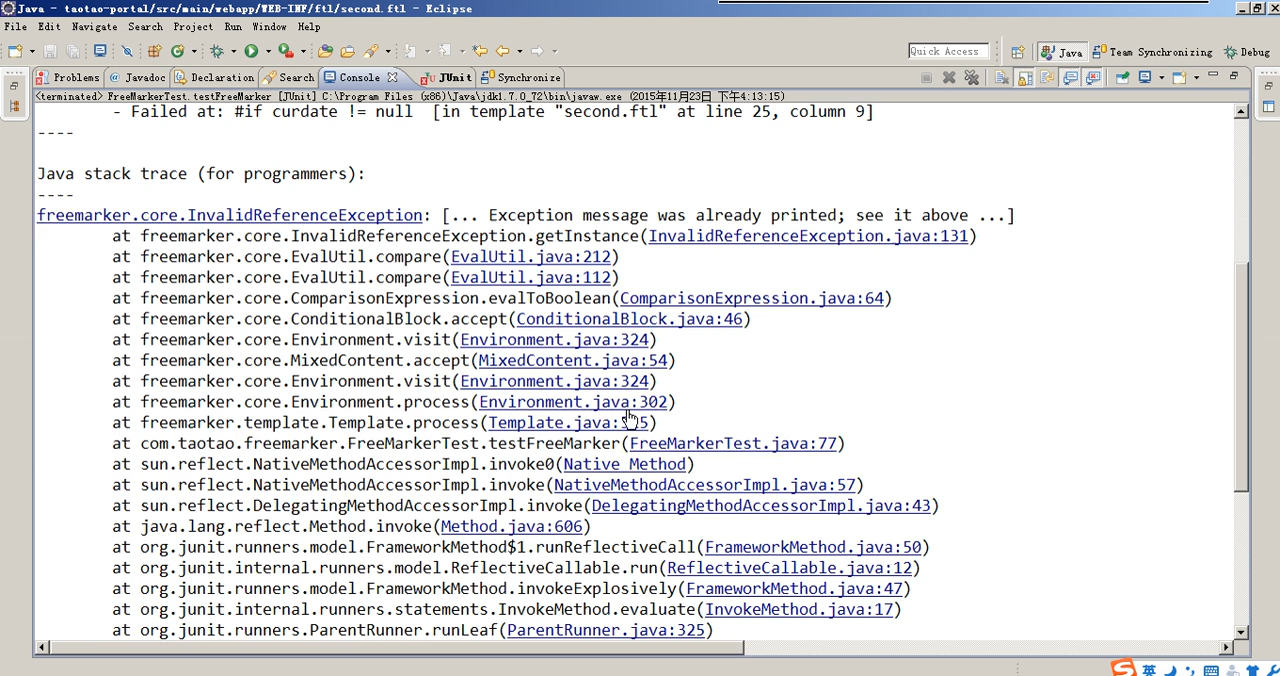 Java - taotao-portal/src/main/webapp/WEB-INF/ftl/second.ftl - Eclipse
File Edit Navigate Search Project Run Window Help
Quick Access Java Team Synchronizing Debug
Problems Javadoc Declaration Search Console JUnit Synchronize
<terminated> FreeMarkerTest.testFreeMarker [JUnit] C:\Program Files (x86)\Java\jdk1.7.0_72\bin\javaw.exe (2015年11月23日 下午4:13:15)
- Failed at: #if curdate != null [in template "second.ftl" at line 25, column 9]
----
Java stack trace (for programmers):
----
freemarker.core.InvalidReferenceException: [... Exception message was already printed; see it above ...]
at freemarker.core.InvalidReferenceException.getInstance(InvalidReferenceException.java:131)
at freemarker.core.EvalUtil.compare(EvalUtil.java:212)
at freemarker.core.EvalUtil.compare(EvalUtil.java:112)
at freemarker.core.ComparisonExpression.evalToBoolean(ComparisonExpression.java:64)
at freemarker.core.ConditionalBlock.accept(ConditionalBlock.java:46)
at freemarker.core.Environment.visit(Environment.java:324)
at freemarker.core.MixedContent.accept(MixedContent.java:54)
at freemarker.core.Environment.visit(Environment.java:324)
at freemarker.core.Environment.process(Environment.java:302)
at freemarker.template.Template.process(
at com.taotao.freemarker.FreeMarkerTest.testFreeMarker(FreeMarkerTest.java:77)
at sun.reflect.NativeMethodAccessorImpl.invoke0(Native Method)
at sun.reflect.NativeMethodAccessorImpl.invoke(NativeMethodAccessorImpl.java:57)
at sun.reflect.DelegatingMethodAccessorImpl.invoke(DelegatingMethodAccessorImpl.java:43)
at java.lang.reflect.Method.invoke(Method.java:606)
at org.junit.runners.model.FrameworkMethod$1.runReflectiveCall(FrameworkMethod.java:50)
at org.junit.internal.runners.model.ReflectiveCallable.run(ReflectiveCallable.java:12)
at org.junit.runners.model.FrameworkMethod.invokeExplosively(FrameworkMethod.java:47)
at org.junit.internal.runners.statements.InvokeMethod.evaluate(InvokeMethod.java:17)
at org.junit.runners.ParentRunner.runLeaf(ParentRunner.java:325)
英